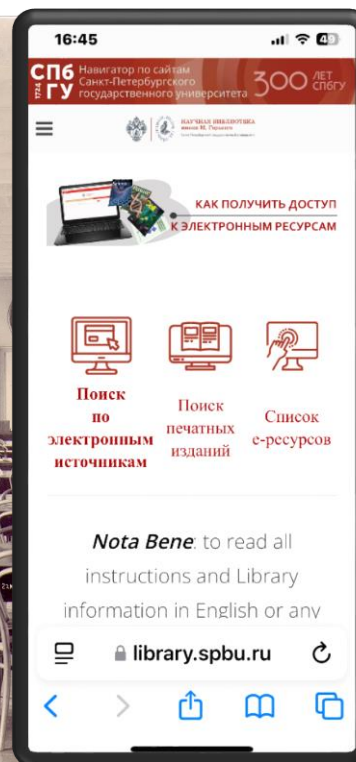 16:45
49
СПб
ГУ
1724
Навигатор по сайтам
Санкт-Петербургского
государственного университета
300 ЛЕТ
СПбГУ
НАУЧНАЯ БИБЛИОТЕКА
имени М. Горького
КАК ПОЛУЧИТЬ ДОСТУП
К ЭЛЕКТРОННЫМ РЕСУРСАМ
Поиск
по
электронным
источникам
Поиск
печатных
изданий
Список
е-ресурсов
Nota Bene: to read all
instructions and Library
information in English or any
library.spbu.ru